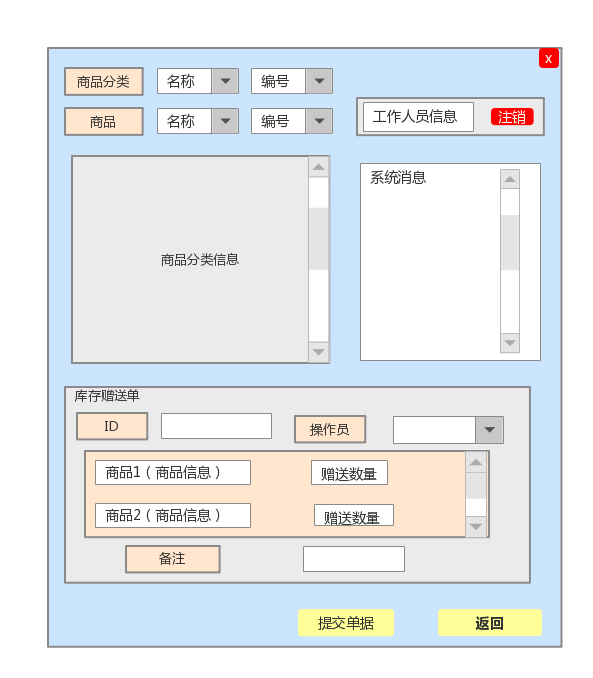 x
商品分类 名称 编号
商品 名称 编号
工作人员信息 注销
商品分类信息
系统消息
库存赠送单
ID 操作员
商品1（商品信息） 赠送数量
商品2（商品信息） 赠送数量
备注
提交单据 返回